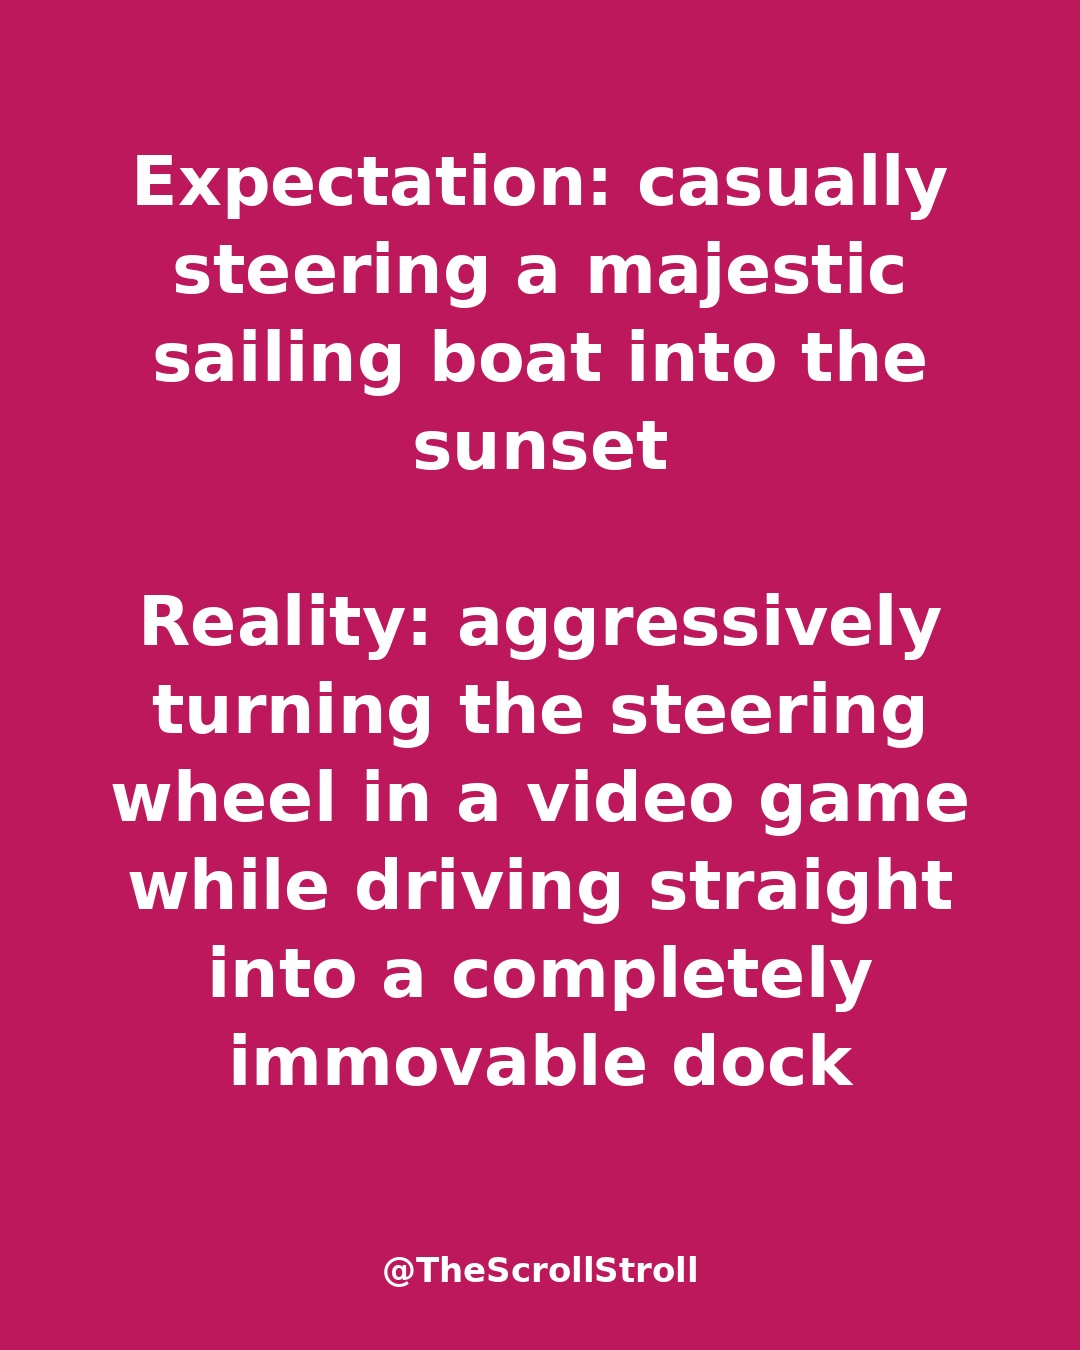 Expectation: casually
steering a majestic
sailing boat into the
sunset
Reality: aggressively
turning the steering
wheel in a video game
while driving straight
into a completely
immovable dock
@TheScrollStroll